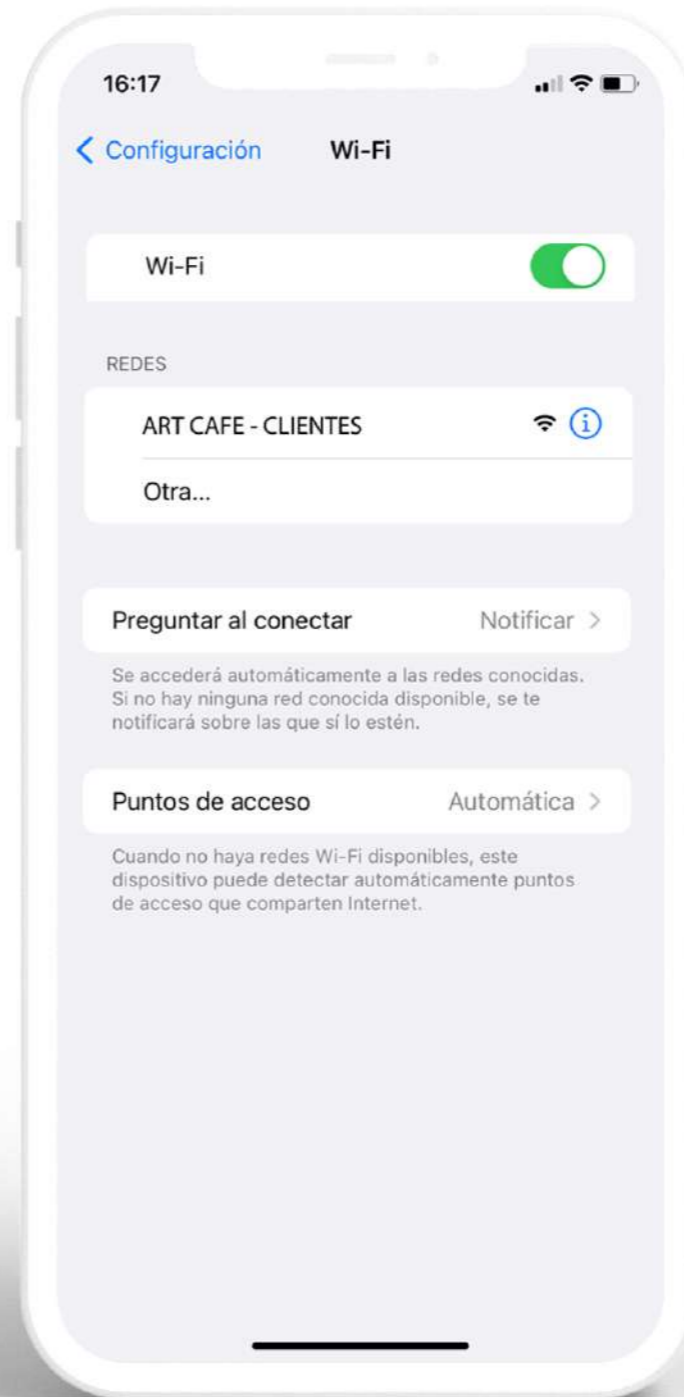 16:17
Configuración Wi-Fi
Wi-Fi
REDES
ART CAFE - CLIENTES
Otra...
Preguntar al conectar Notificar
Se accederá automáticamente a las redes conocidas.
Si no hay ninguna red conocida disponible, se te
notificará sobre las que sí lo estén.
Puntos de acceso Automática
Cuando no haya redes Wi-Fi disponibles, este
dispositivo puede detectar automáticamente puntos
de acceso que comparten Internet.